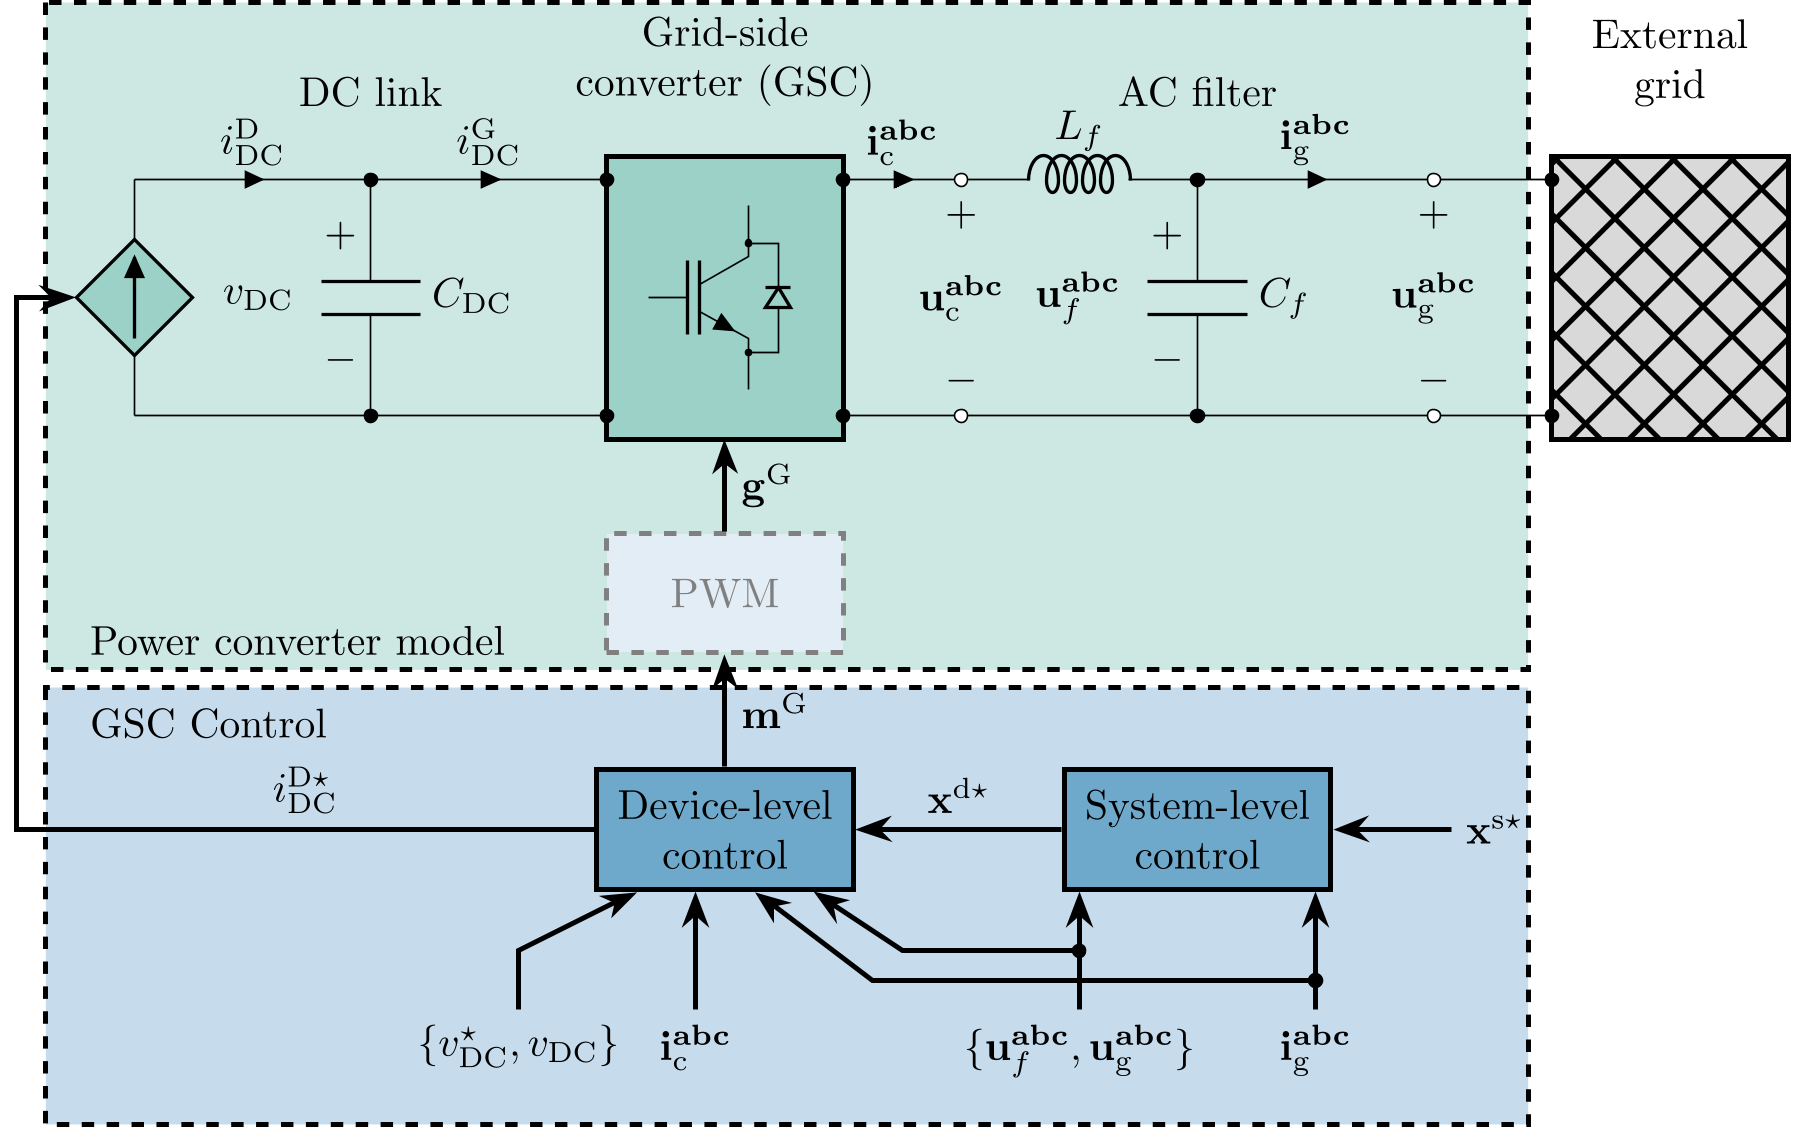 Grid-side
converter (GSC)
External
grid
DC link
AC filter
i_DC^D
i_DC^G
i_c^abc
L_f
i_g^abc
+
+
+
+
v_DC
C_DC
u_c^abc
u_f^abc
C_f
u_g^abc
−
−
−
−
g^G
PWM
Power converter model
GSC Control
m^G
i_DC^D⋆
Device-level
control
x^d⋆
System-level
control
x^s⋆
{v_DC^⋆, v_DC}
i_c^abc
{u_f^abc, u_g^abc}
i_g^abc